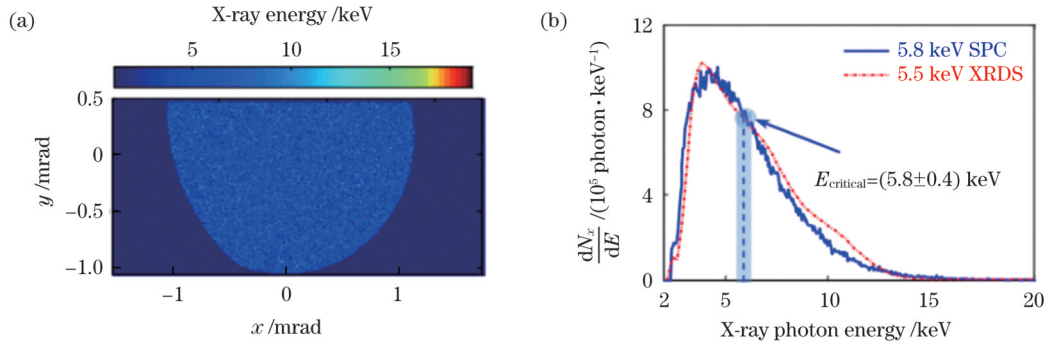 (a)
X-ray energy /keV
5 10 15
0.5
0
−0.5
−1.0
y /mrad
−1 0 1
x /mrad
(b)
12
8
4
0
dNₓ/dE /(10⁵ photon·keV⁻¹)
5.8 keV SPC
5.5 keV XRDS
E_critical=(5.8±0.4) keV
2 5 10 15 20
X-ray photon energy /keV